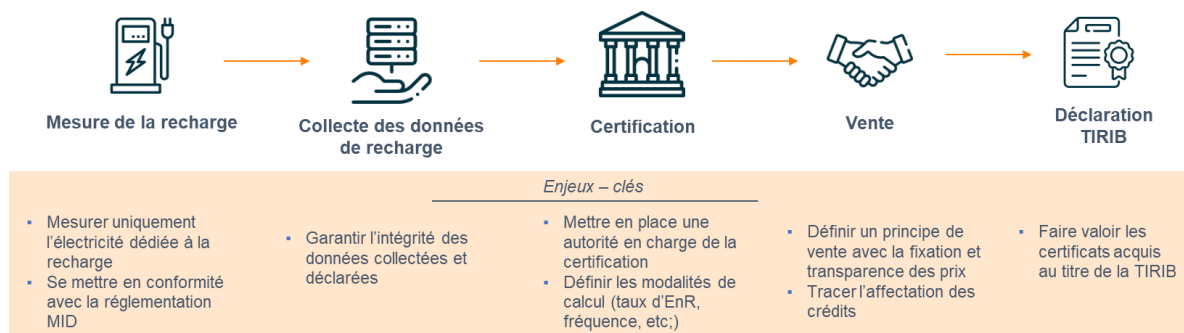 Mesure de la recharge
Collecte des données
de recharge
Certification
Vente
Déclaration
TIRIB
Enjeux – clés
▪ Mesurer uniquement
l’électricité dédiée à la
recharge
▪ Se mettre en conformité
avec la réglementation
MID
▪ Garantir l’intégrité des
données collectées et
déclarées
▪ Mettre en place une
autorité en charge de la
certification
▪ Définir les modalités de
calcul (taux d’EnR,
fréquence, etc;)
▪ Définir un principe de
vente avec la fixation et
transparence des prix
▪ Tracer l’affectation des
crédits
▪ Faire valoir les
certificats acquis
au titre de la TIRIB